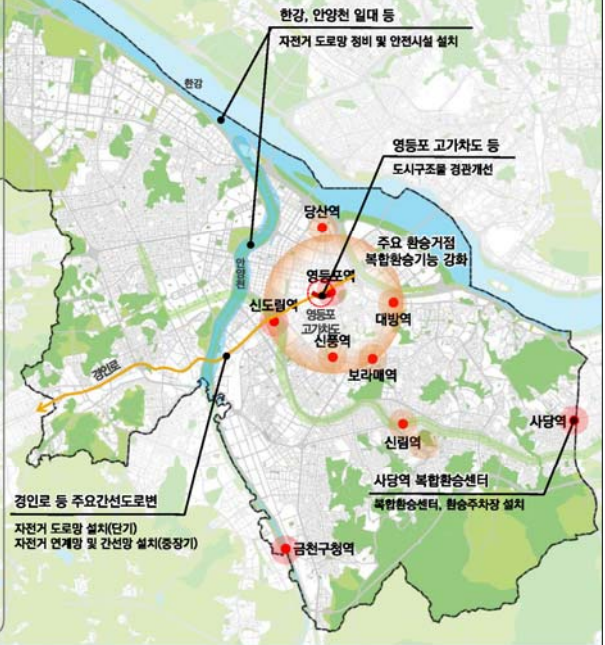 한강, 안양천 일대 등
자전거 도로망 정비 및 안전시설 설치
한강
영등포 고가차도 등
도시구조물 경관개선
당산역
주요 환승거점
복합환승기능 강화
안양천
영등포역
신도림역
영등포
고가차도
대방역
신풍역
보라매역
경인로
신림역
사당역
사당역 복합환승센터
복합환승센터, 환승주차장 설치
경인로 등 주요간선도로변
자전거 도로망 설치(단기)
자전거 연계망 및 간선망 설치(중장기)
금천구청역